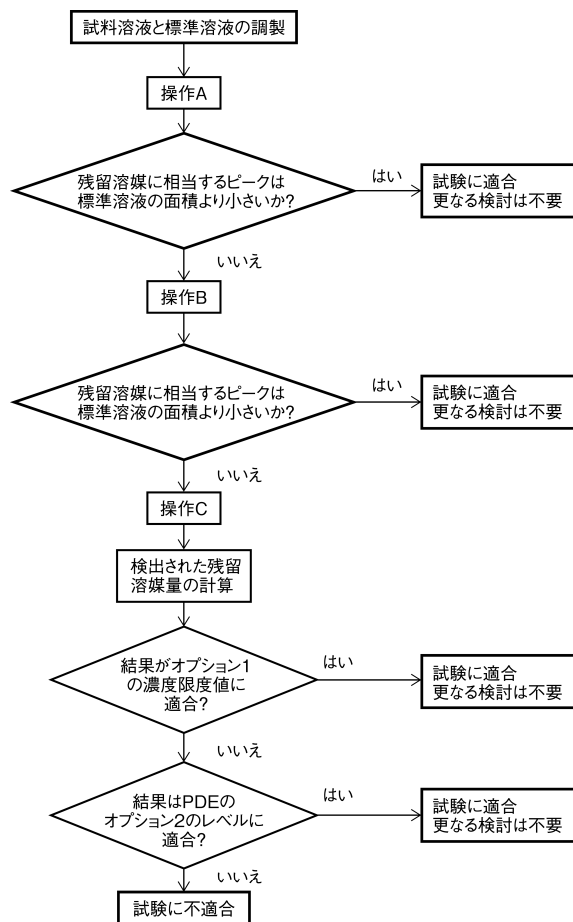 試料溶液と標準溶液の調製
操作A
残留溶媒に相当するピークは
標準溶液の面積より小さいか?
はい
試験に適合
更なる検討は不要
いいえ
操作B
残留溶媒に相当するピークは
標準溶液の面積より小さいか?
はい
試験に適合
更なる検討は不要
いいえ
操作C
検出された残留
溶媒量の計算
結果がオプション1
の濃度限度値に
適合?
はい
試験に適合
更なる検討は不要
いいえ
結果はPDEの
オプション2のレベルに
適合?
はい
試験に適合
更なる検討は不要
いいえ
試験に不適合